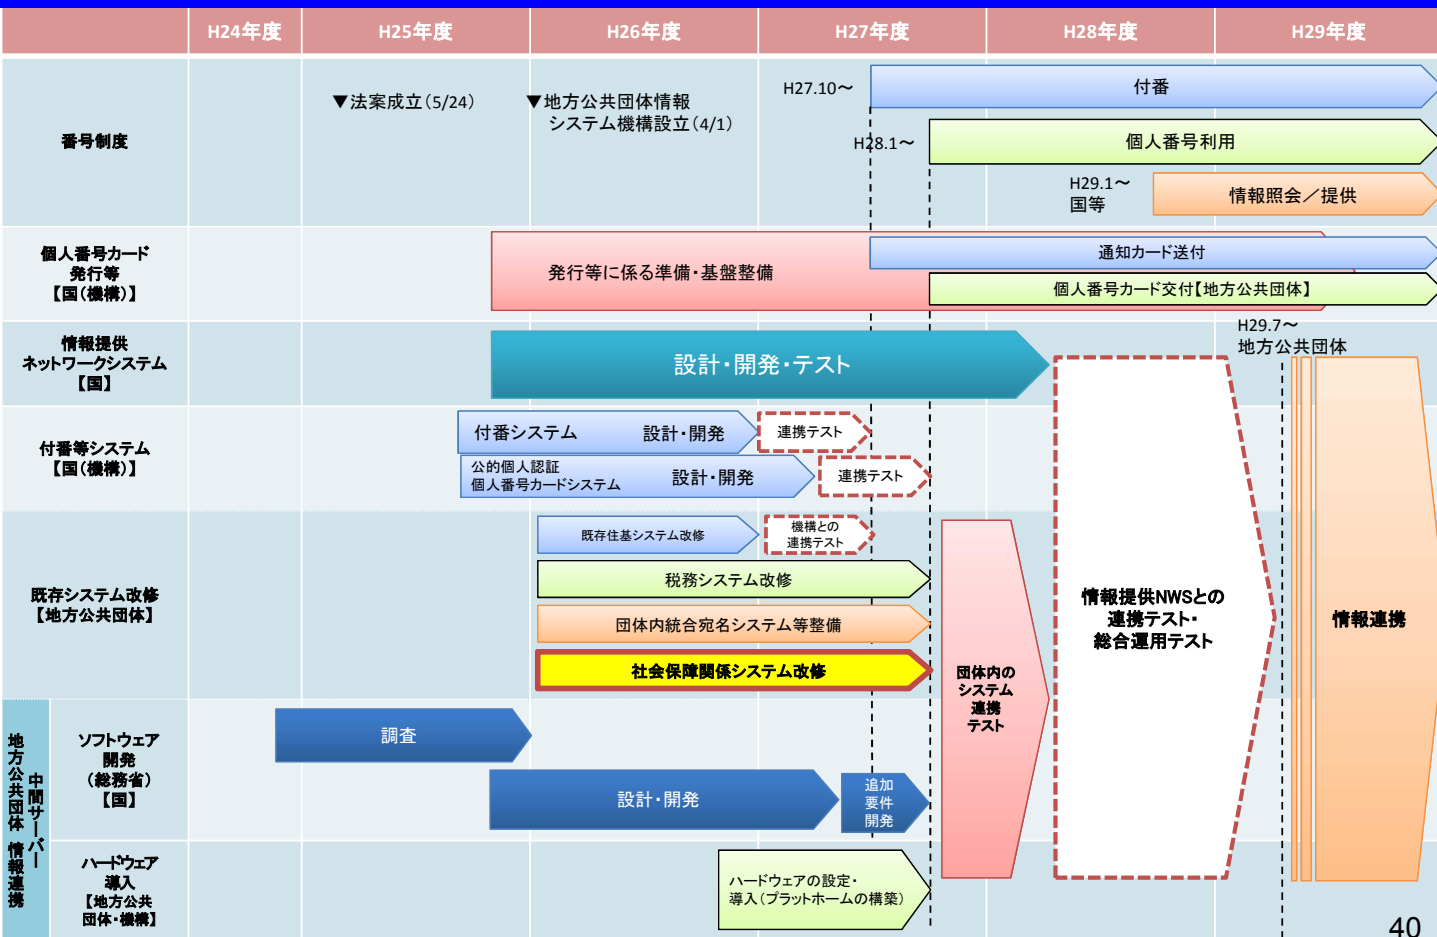 H24年度
H25年度
H26年度
H27年度
H28年度
H29年度
番号制度
▼法案成立(5/24)
▼地方公共団体情報
システム機構設立(4/1)
H27.10～
付番
H28.1～
個人番号利用
H29.1～
国等
情報照会／提供
個人番号カード
発行等
【国(機構)】
発行等に係る準備・基盤整備
通知カード送付
個人番号カード交付【地方公共団体】
情報提供
ネットワークシステム
【国】
設計・開発・テスト
H29.7～
地方公共団体
付番等システム
【国(機構)】
付番システム　設計・開発
連携テスト
公的個人認証
個人番号カードシステム
設計・開発
連携テスト
既存システム改修
【地方公共団体】
既存住基システム改修
機構との
連携テスト
税務システム改修
団体内統合宛名システム等整備
社会保障関係システム改修
団体内の
システム
連携
テスト
情報提供NWSとの
連携テスト・
総合運用テスト
情報連携
地方公共団体 情報連携
中間サーバー
ソフトウェア
開発
(総務省)
【国】
調査
設計・開発
追加
要件
開発
ハードウェア
導入
【地方公共
団体・機構】
ハードウェアの設定・
導入(プラットホームの構築)
40